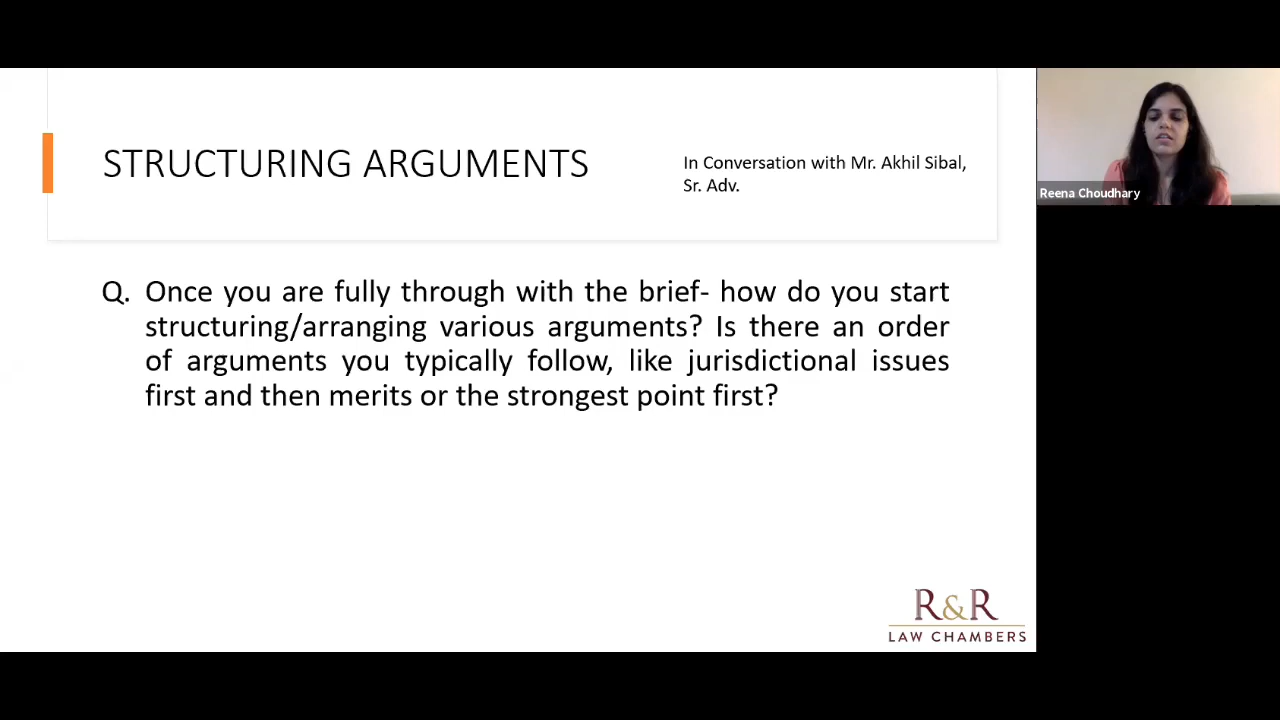 STRUCTURING ARGUMENTS
In Conversation with Mr. Akhil Sibal,
Sr. Adv.
Reena Choudhary
Q. Once you are fully through with the brief- how do you start
structuring/arranging various arguments? Is there an order
of arguments you typically follow, like jurisdictional issues
first and then merits or the strongest point first?
R&R
LAW CHAMBERS